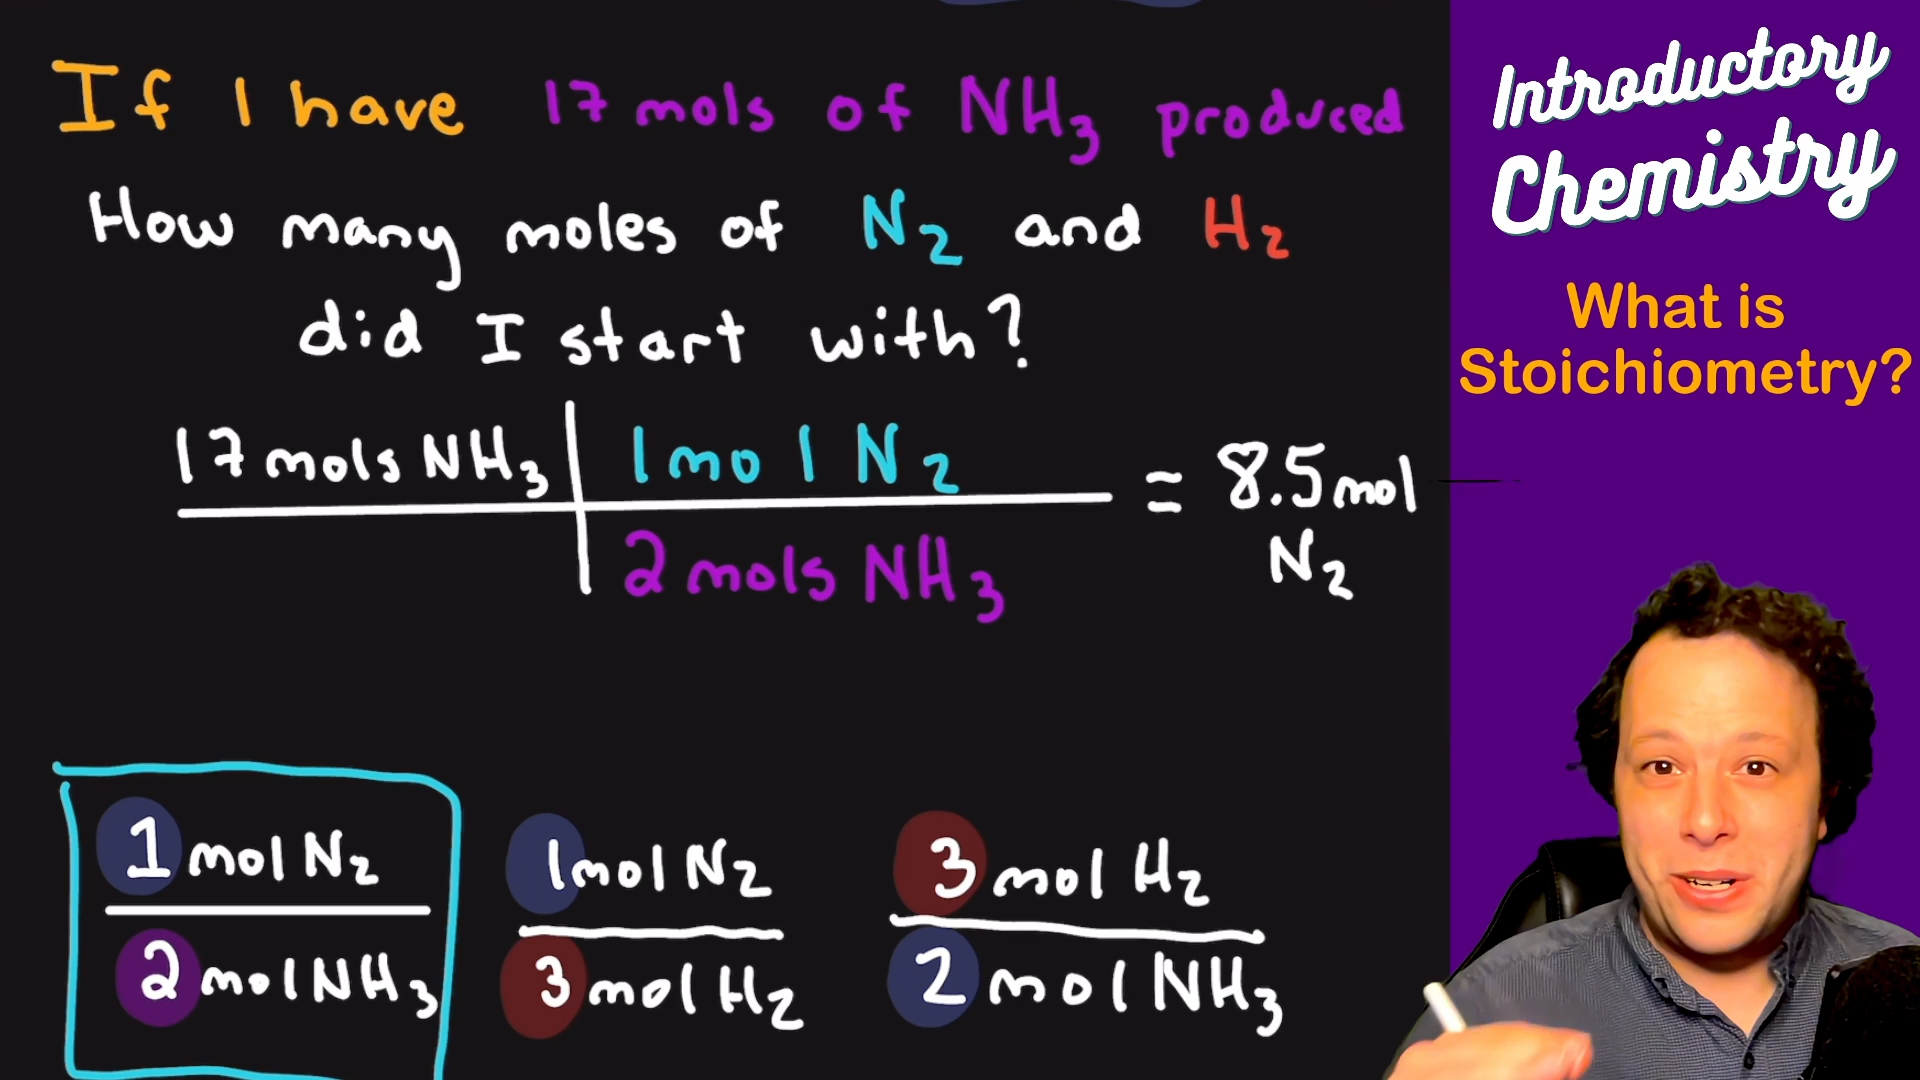 If I have 17 mols of NH3 produced
How many moles of N2 and H2
did I start with?
17 mols NH3 1 mol N2 = 8.5 mol
2 mols NH3 N2
1 mol N2
2 mol NH3
1 mol N2
3 mol H2
3 mol H2
2 mol NH3
Introductory
Chemistry
What is
Stoichiometry?